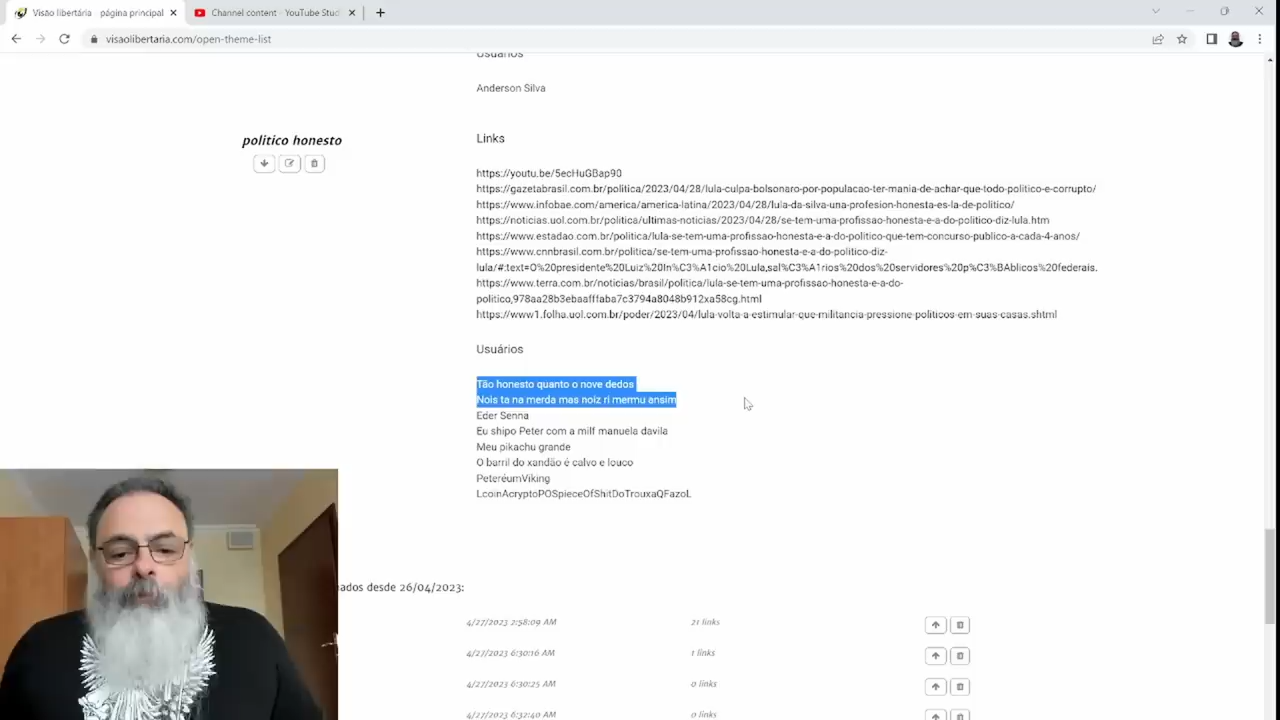 Visão libertária - página principal
Channel content - YouTube Stud
visaolibertaria.com/open-theme-list
Usuários
Anderson Silva
politico honesto
Links
https://youtu.be/5ecHuGBap90
https://gazetabrasil.com.br/politica/2023/04/28/lula-culpa-bolsonaro-por-populacao-ter-mania-de-achar-que-todo-politico-e-corrupto/
https://www.infobae.com/america/america-latina/2023/04/28/lula-da-silva-una-profesion-honesta-es-la-de-politico/
https://noticias.uol.com.br/politica/ultimas-noticias/2023/04/28/se-tem-uma-profissao-honesta-e-a-do-politico-diz-lula.htm
https://www.estadao.com.br/politica/lula-se-tem-uma-profissao-honesta-e-a-do-politico-que-tem-concurso-publico-a-cada-4-anos/
https://www.cnnbrasil.com.br/politica/se-tem-uma-profissao-honesta-e-a-do-politico-diz-
lula/#:text=O%20presidente%20Luiz%20In%C3%A1cio%20Lula,sal%C3%A1rios%20dos%20servidores%20p%C3%BAblicos%20federais.
https://www.terra.com.br/noticias/brasil/politica/lula-se-tem-uma-profissao-honesta-e-a-do-
politico,978aa28b3ebaafffaba7c3794a8048b912xa58cg.html
https://www1.folha.uol.com.br/poder/2023/04/lula-volta-a-estimular-que-militancia-pressione-politicos-em-suas-casas.shtml
Usuários
Tão honesto quanto o nove dedos
Nois ta na merda mas noiz ri mermu ansim
Eder Senna
Eu shipo Peter com a milf manuela davila
Meu pikachu grande
O barril do xandão é calvo e louco
PeteréumViking
LcoinAcryptoPOSpieceOfShitDoTrouxaQFazoL
ados desde 26/04/2023:
4/27/2023 2:58:09 AM 21 links
4/27/2023 6:30:16 AM 1 links
4/27/2023 6:30:25 AM 0 links
4/27/2023 6:32:40 AM 0 links